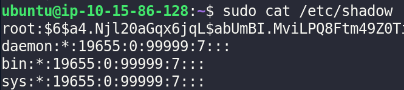 ubuntu@ip-10-15-86-128:~$ sudo cat /etc/shadow
root:$6$a4.Njl20aGqx6jqL$abUmBI.MviLPQ8Ftm49Z0T
daemon:*:19655:0:99999:7:::
bin:*:19655:0:99999:7:::
sys:*:19655:0:99999:7:::